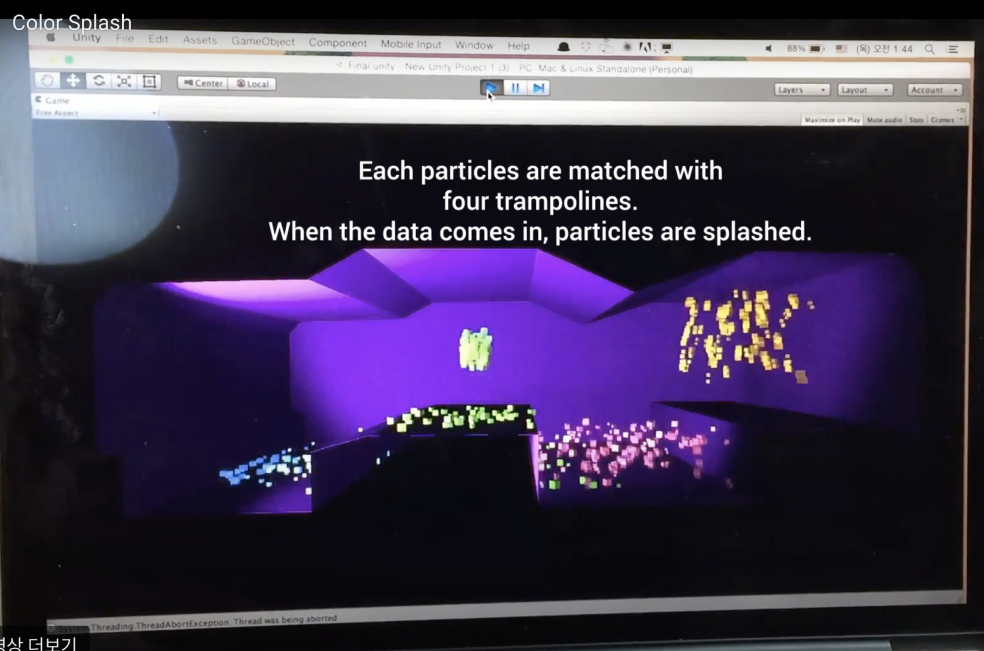 Color Splash
Unity File Edit Assets GameObject Component Mobile Input Window Help 88% (목) 오전 1:44
Final.unity - New Unity Project 1 (3) - PC, Mac & Linux Standalone (Personal)
Center Local Layers Layout Account
Game
Free Aspect Maximize on Play Mute audio Stats Gizmos
Each particles are matched with
four trampolines.
When the data comes in, particles are splashed.
Threading.ThreadAbortException: Thread was being aborted
영상 더보기